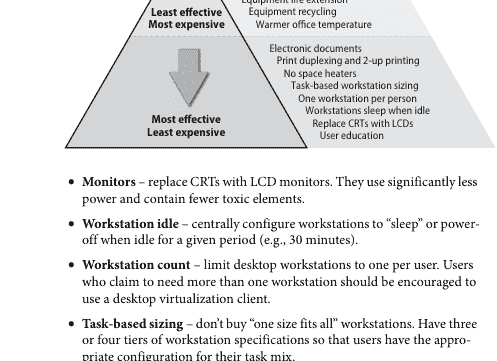 Equipment life extension
Least effective
Most expensive
Equipment recycling
Warmer office temperature
Electronic documents
Print duplexing and 2-up printing
No space heaters
Task-based workstation sizing
One workstation per person
Workstations sleep when idle
Replace CRTs with LCDs
User education
Most effective
Least expensive
• Monitors – replace CRTs with LCD monitors. They use significantly less
power and contain fewer toxic elements.
• Workstation idle – centrally configure workstations to “sleep” or power-
off when idle for a given period (e.g., 30 minutes).
• Workstation count – limit desktop workstations to one per user. Users
who claim to need more than one workstation should be encouraged to
use a desktop virtualization client.
• Task-based sizing – don’t buy “one size fits all” workstations. Have three
or four tiers of workstation specifications so that users have the appro-
priate configuration for their task mix.